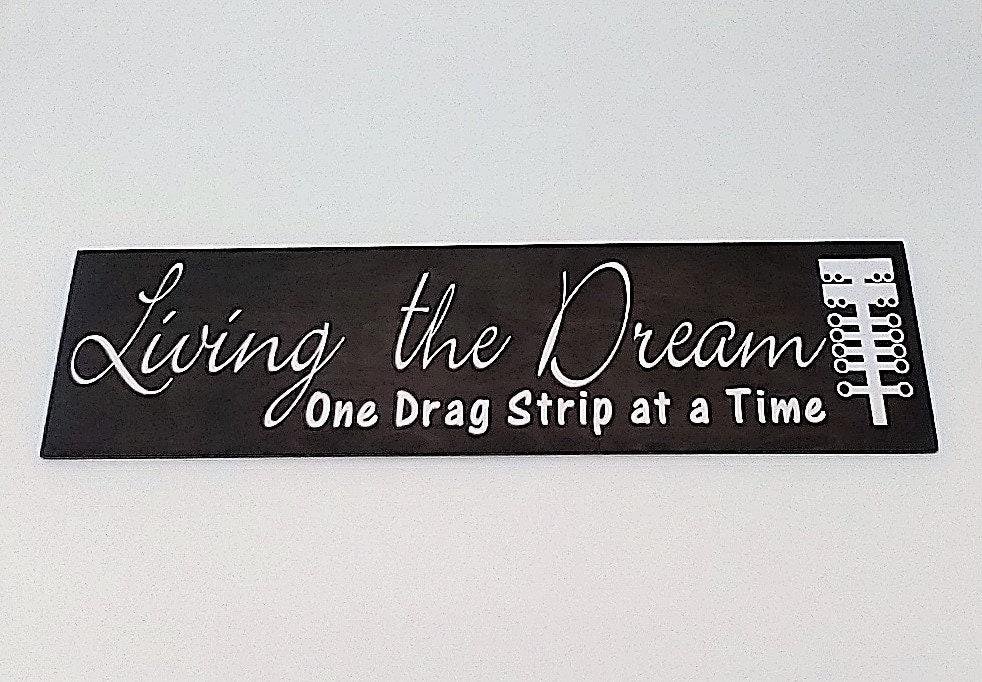 Living the Dream
One Drag Strip at a Time